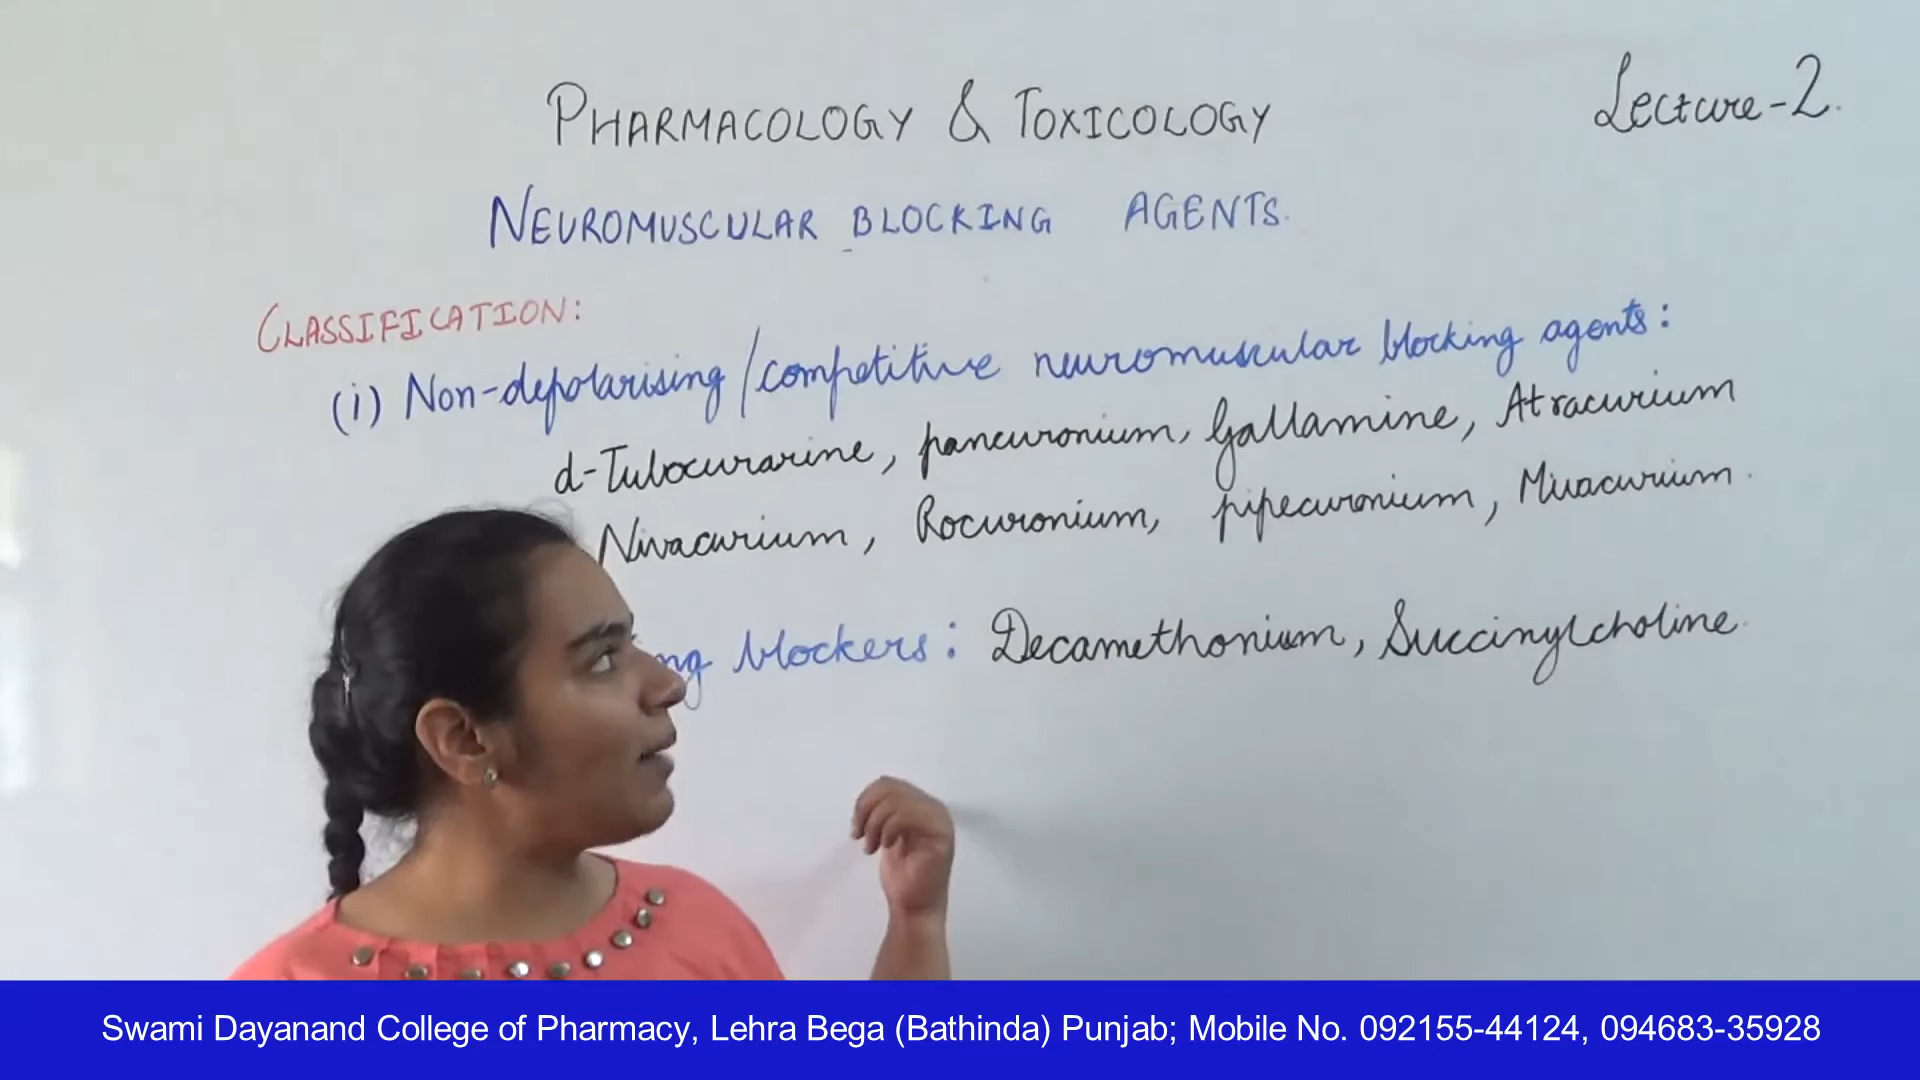 PHARMACOLOGY & TOXICOLOGY
Lecture-2.
NEUROMUSCULAR BLOCKING AGENTS.
CLASSIFICATION:
(i) Non-depolarising/competitive neuromuscular blocking agents:
d-Tubocurarine, pancuronium, Gallamine, Atracurium
Nivacurium, Rocuronium, pipecuronium, Mivacurium.
ng blockers: Decamethonium, Succinylcholine.
Swami Dayanand College of Pharmacy, Lehra Bega (Bathinda) Punjab; Mobile No. 092155-44124, 094683-35928